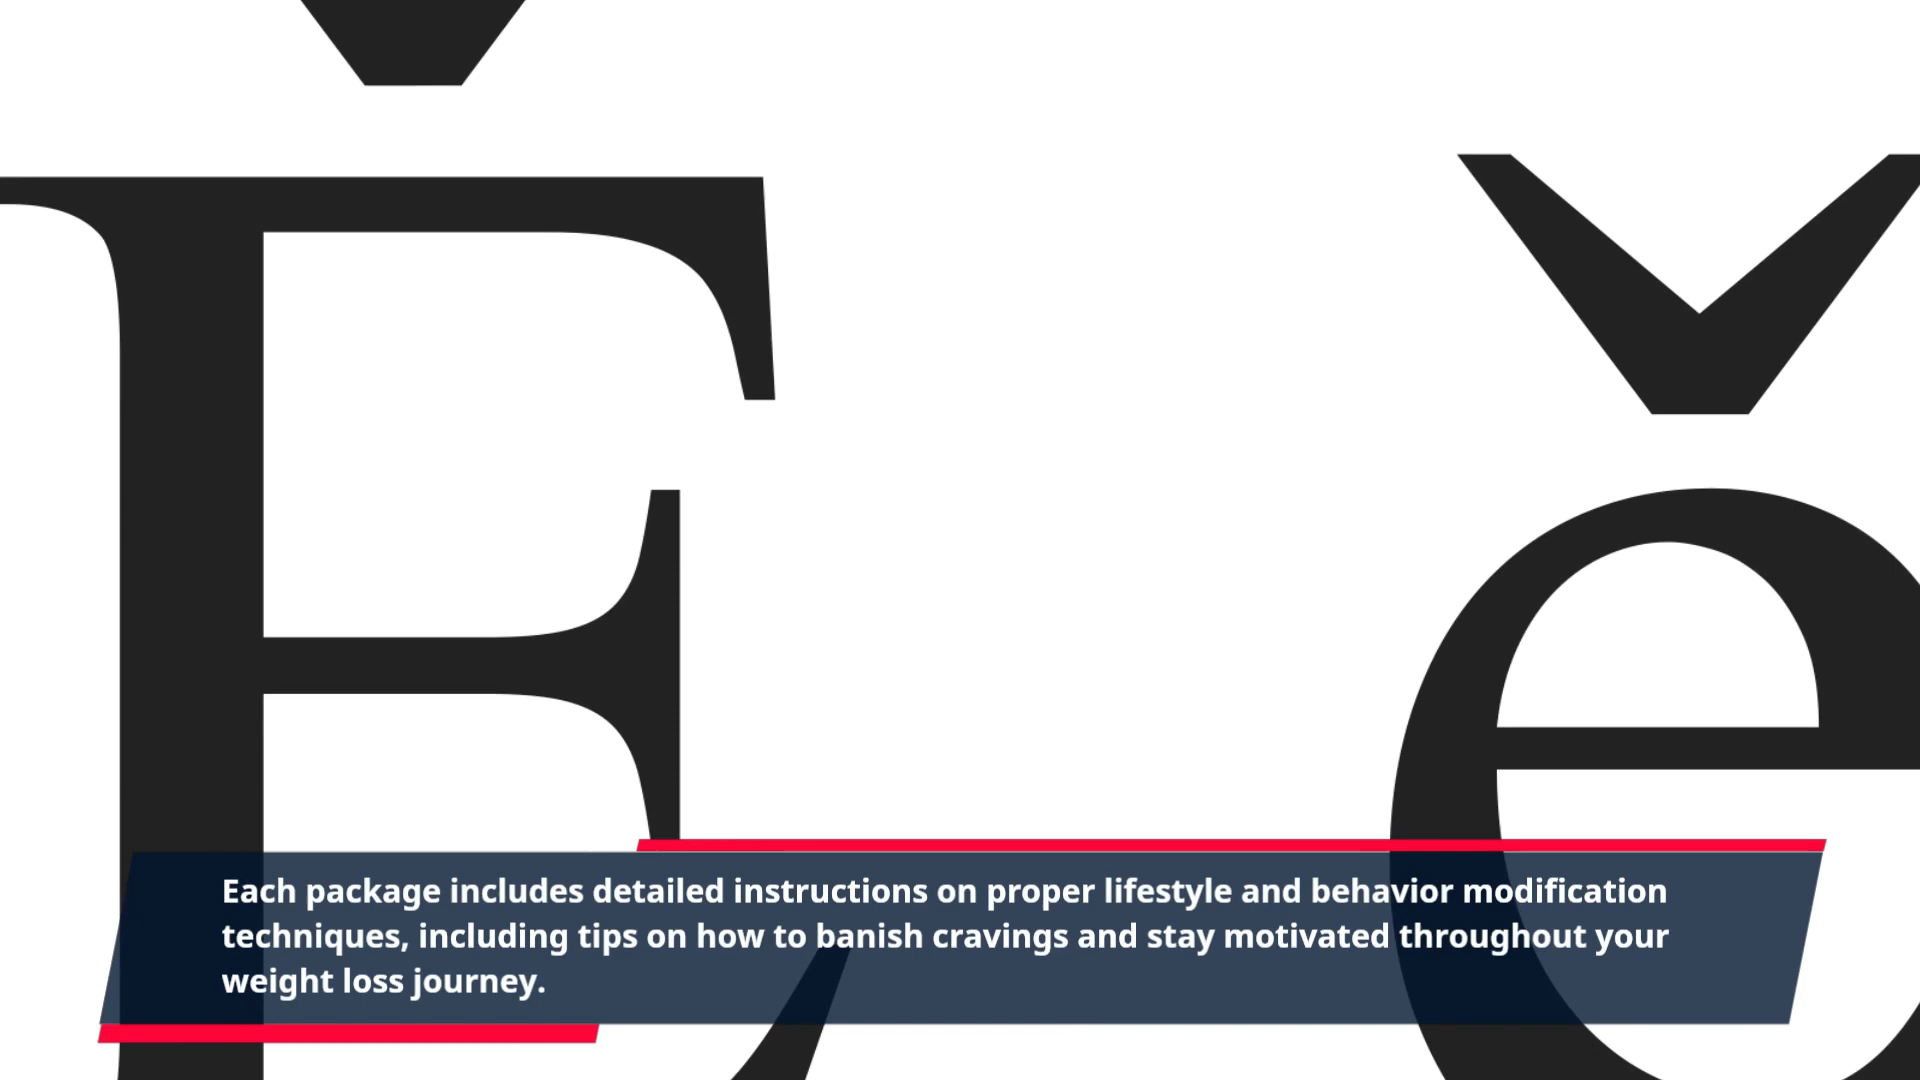 Ě ě
Each package includes detailed instructions on proper lifestyle and behavior modification
techniques, including tips on how to banish cravings and stay motivated throughout your
weight loss journey.